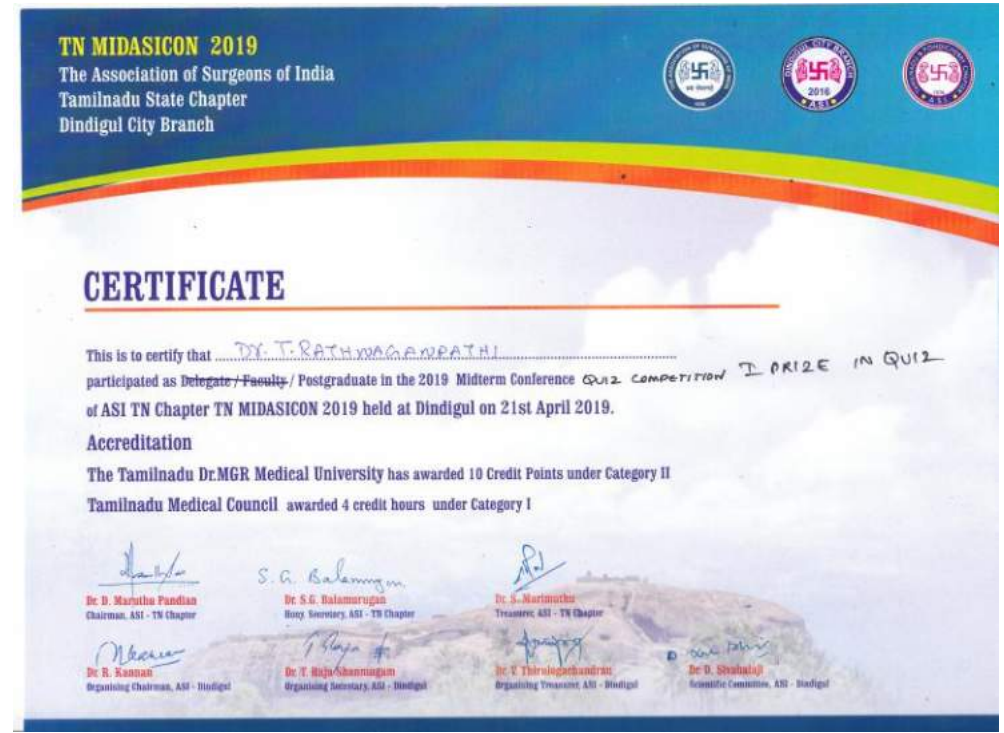 TN MIDASICON 2019
The Association of Surgeons of India
Tamilnadu State Chapter
Dindigul City Branch
DINDIGUL CITY BRANCH
2016
ASI
CERTIFICATE
This is to certify that DR. T. RATHNAGANPATHI
participated as Delegate / Faculty / Postgraduate in the 2019 Midterm Conference QUIZ COMPETITION I PRIZE IN QUIZ
of ASI TN Chapter TN MIDASICON 2019 held at Dindigul on 21st April 2019.
Accreditation
The Tamilnadu Dr.MGR Medical University has awarded 10 Credit Points under Category II
Tamilnadu Medical Council awarded 4 credit hours under Category I
S. G. Balamurugan
Dr. D. Maruthu Pandian Dr. S.G. Balamurugan Dr. S. Marimuthu
Chairman, ASI - TN Chapter Hony. Secretary, ASI - TN Chapter Treasurer, ASI - TN Chapter
Dr R. Kannan Dr. T. Raja Shanmugam Dr. V. Thirulogachandran Dr D. Sivabalaji
Organising Chairman, ASI - Dindigul Organising Secretary, ASI - Dindigul Organising Treasurer, ASI - Dindigul Scientific Committee, ASI - Dindigul